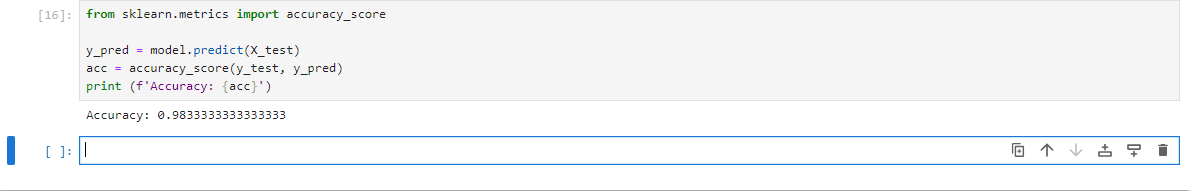 [16]: from sklearn.metrics import accuracy_score
y_pred = model.predict(X_test)
acc = accuracy_score(y_test, y_pred)
print (f'Accuracy: {acc}')
Accuracy: 0.9833333333333333
[ ]: